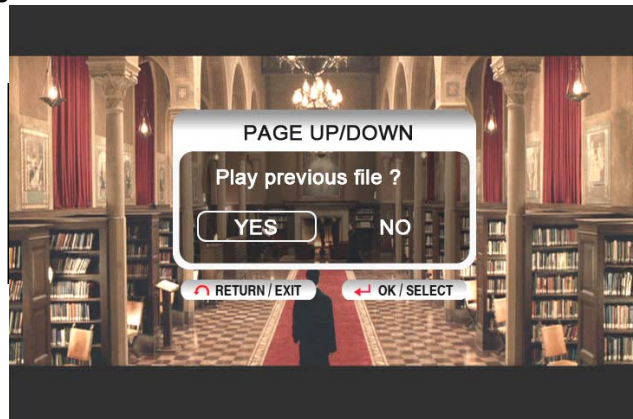 PAGE UP/DOWN
Play previous file ?
YES NO
RETURN / EXIT OK / SELECT